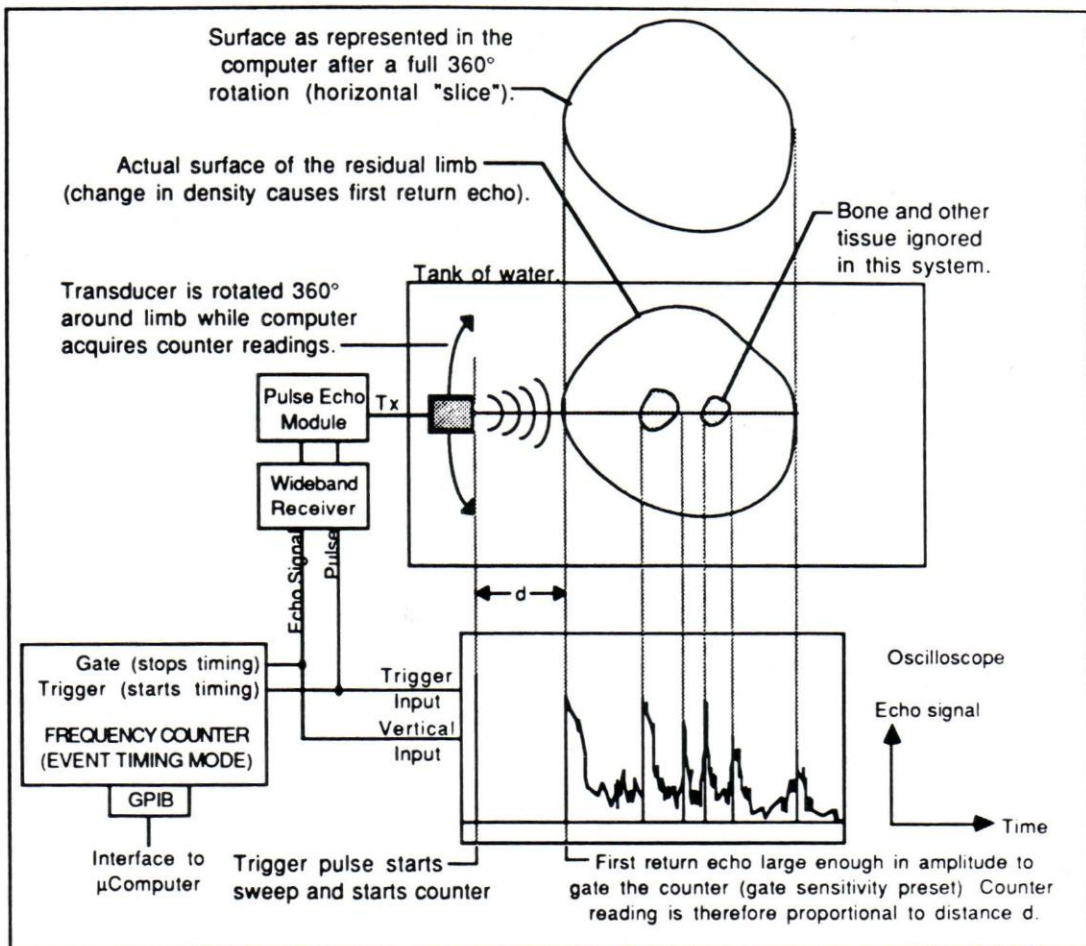 Surface as represented in the
computer after a full 360°
rotation (horizontal "slice").
Actual surface of the residual limb
(change in density causes first return echo).
Bone and other
tissue ignored
in this system.
Tank of water.
Transducer is rotated 360°
around limb while computer
acquires counter readings.
Pulse Echo
Module
Tx
Wideband
Receiver
Echo Signal
Pulse
d
Gate (stops timing)
Trigger (starts timing)
FREQUENCY COUNTER
(EVENT TIMING MODE)
GPIB
Interface to
µComputer
Trigger
Input
Vertical
Input
Oscilloscope
Echo signal
Time
Trigger pulse starts
sweep and starts counter
First return echo large enough in amplitude to
gate the counter (gate sensitivity preset) Counter
reading is therefore proportional to distance d.